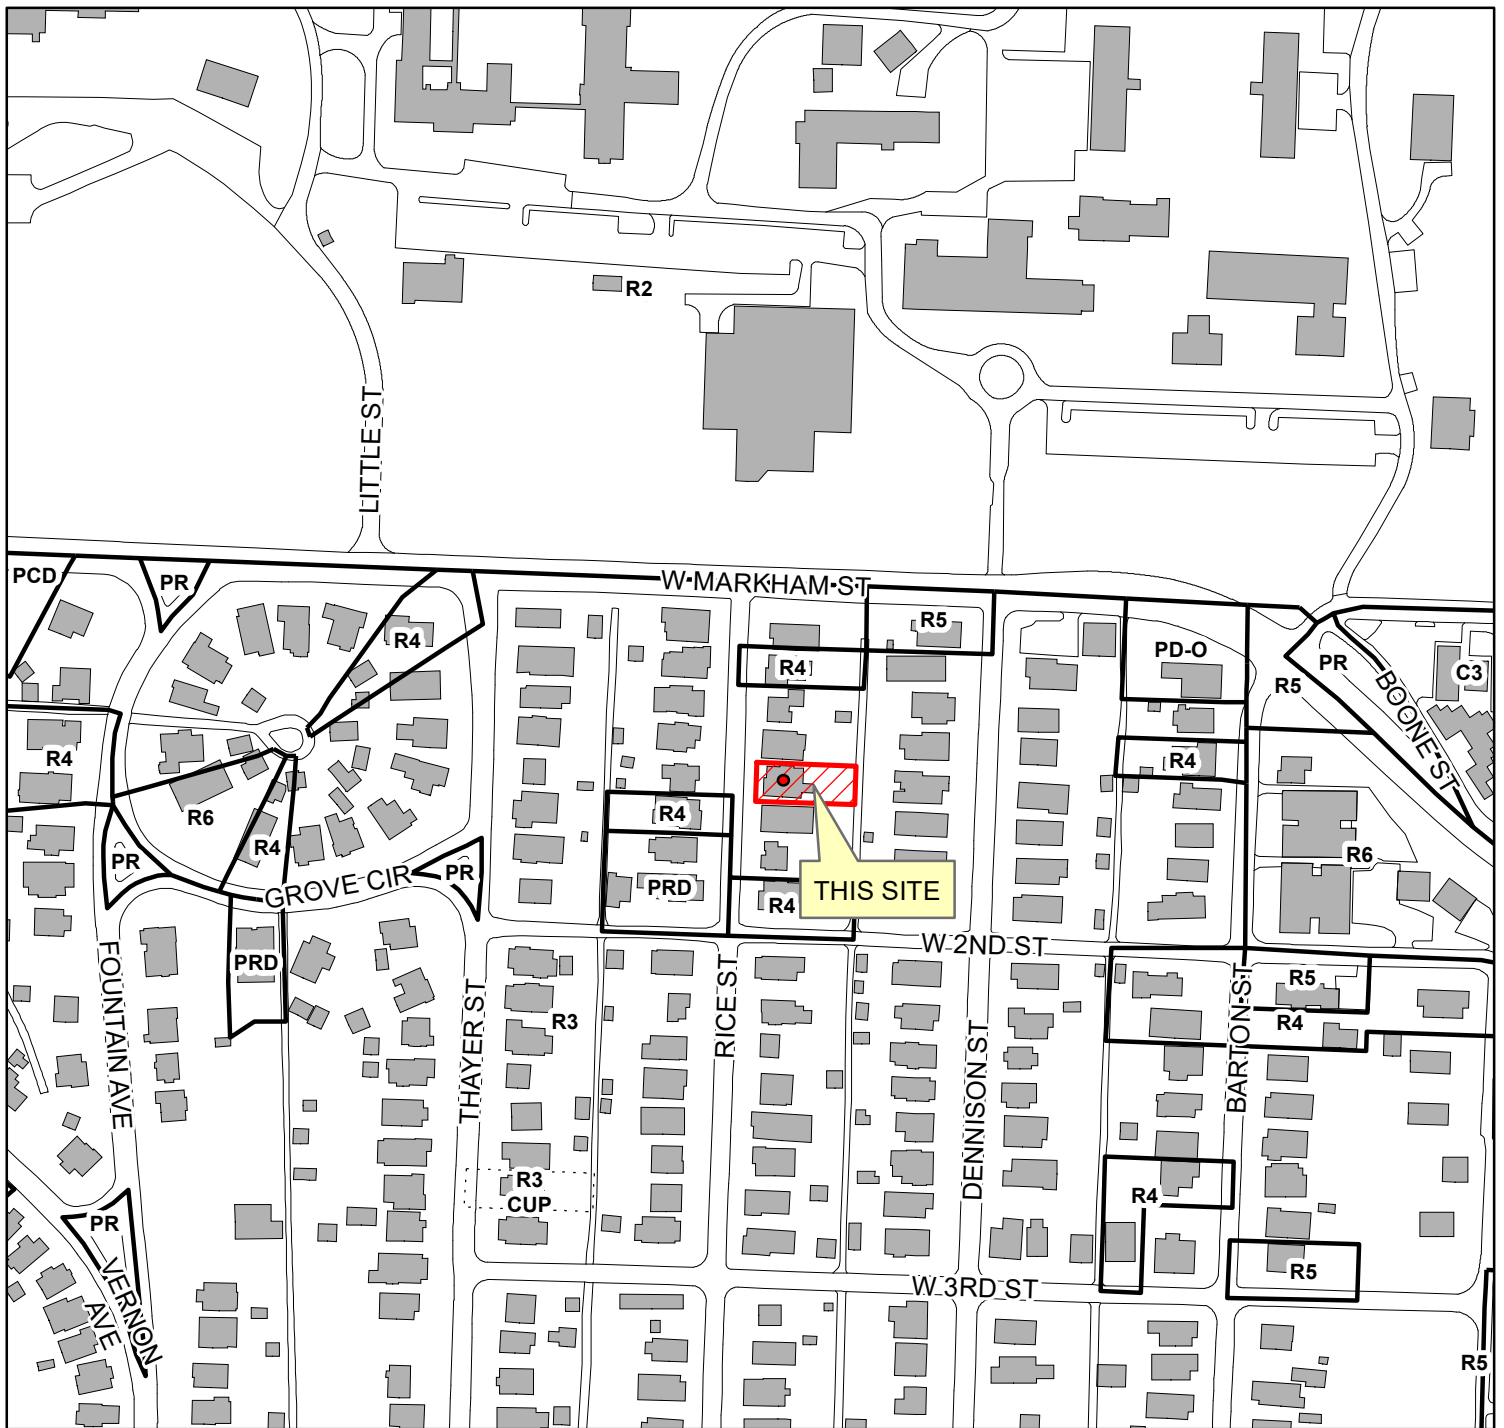 R2
LITTLE ST
W MARKHAM ST
PCD
PR
R4
R5
R4
PD-O
PR
C3
R5
BOONE ST
R4
R4
R6
R4
R4
R6
PR
GROVE CIR
PR
PRD
R4
THIS SITE
W 2ND ST
PRD
FOUNTAIN AVE
THAYER ST
R3
RICE ST
DENNISON ST
BARTON ST
R5
R4
R3
CUP
R4
PR
VERNON
AVE
W 3RD ST
R5
R5